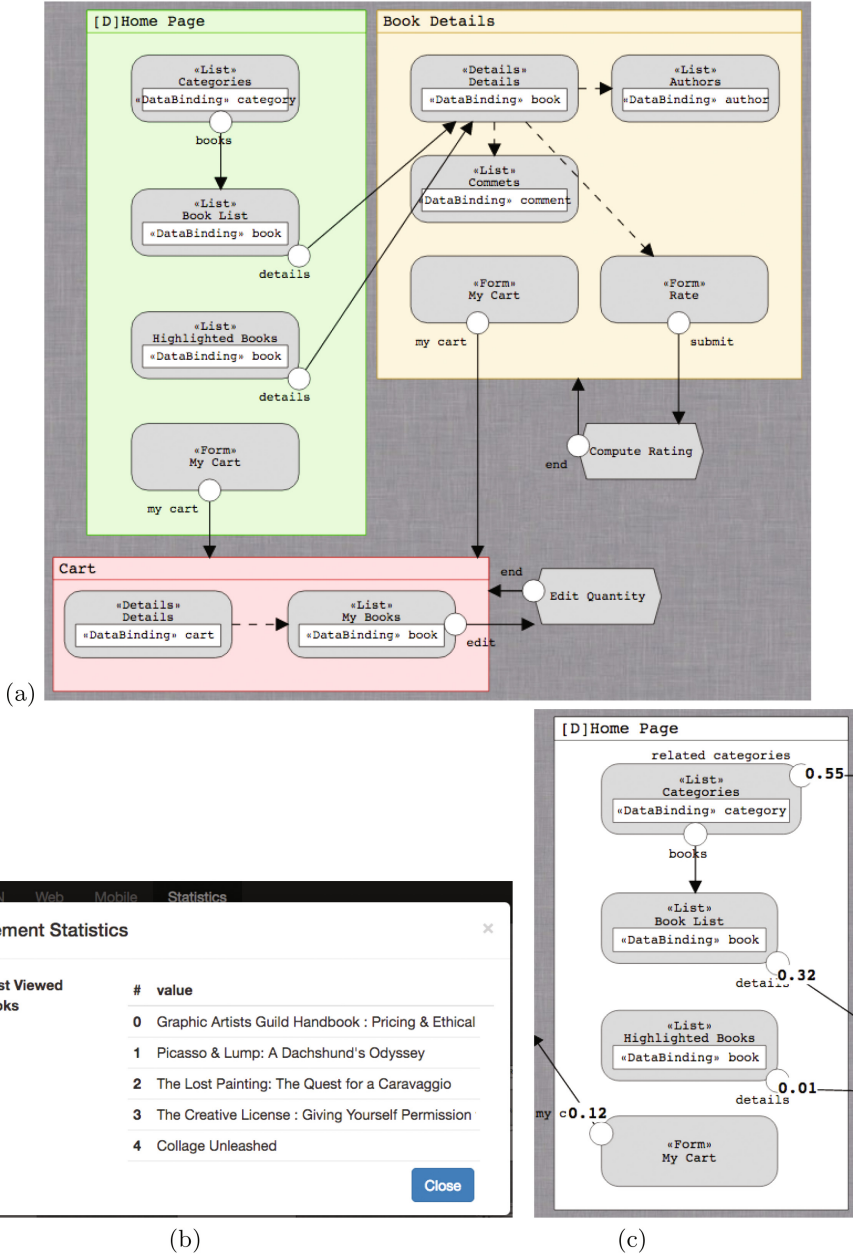 [D]Home Page
«List»
Categories
«DataBinding» category
books
«List»
Book List
«DataBinding» book
details
«List»
Highlighted Books
«DataBinding» book
details
«Form»
My Cart
my cart
Book Details
«Details»
Details
«DataBinding» book
«List»
Authors
«DataBinding» author
«List»
Commets
«DataBinding» comment
«Form»
My Cart
my cart
«Form»
Rate
submit
Compute Rating
end
Cart
«Details»
Details
«DataBinding» cart
«List»
My Books
«DataBinding» book
edit
end
Edit Quantity
(a)
Web Mobile Statistics
Statistics
×
Viewed
# value
0 Graphic Artists Guild Handbook : Pricing & Ethical
1 Picasso & Lump: A Dachshund's Odyssey
2 The Lost Painting: The Quest for a Caravaggio
3 The Creative License : Giving Yourself Permission
4 Collage Unleashed
Close
(b)
[D]Home Page
related categories
0.55
«List»
Categories
«DataBinding» category
books
«List»
Book List
«DataBinding» book
details
0.32
«List»
Highlighted Books
«DataBinding» book
0.01
details
my c0.12
«Form»
My Cart
(c)